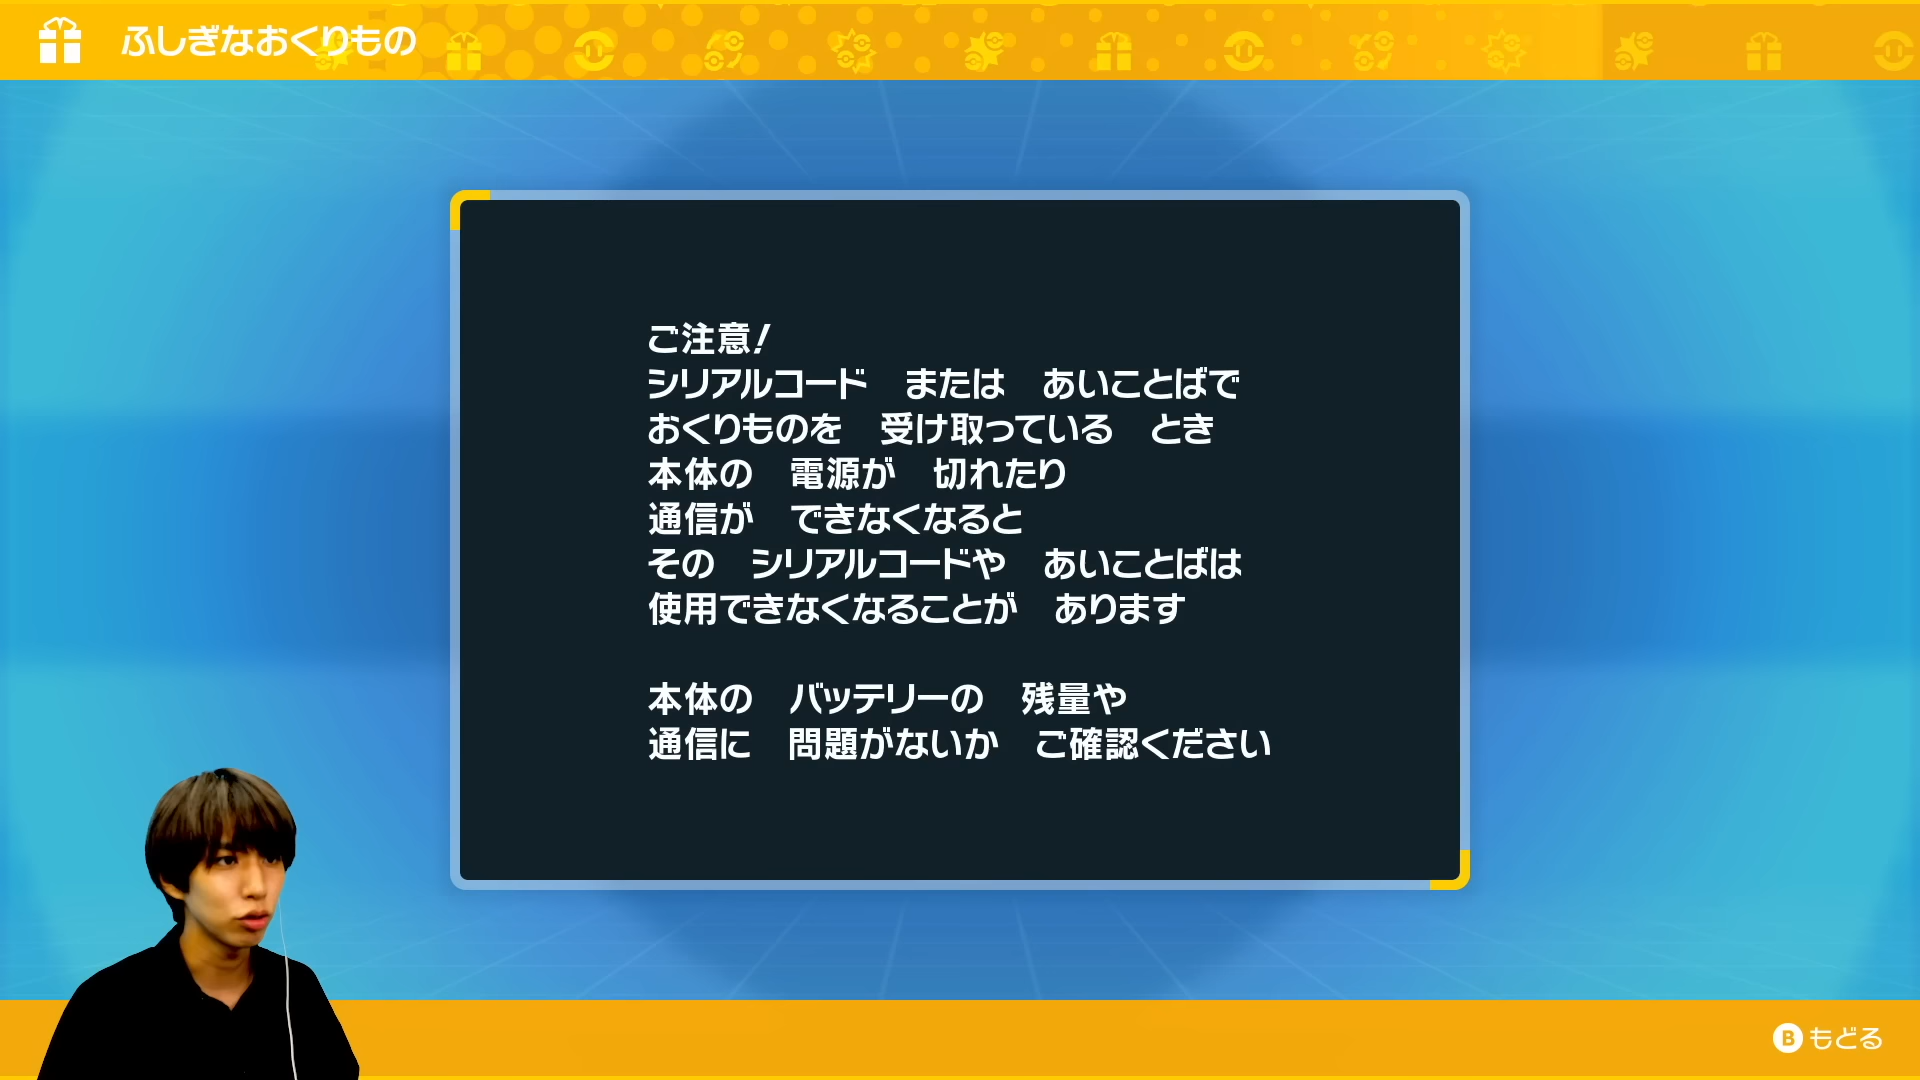 ふしぎなおくりもの
ご注意!
シリアルコード　または　あいことばで
おくりものを　受け取っている　とき
本体の　電源が　切れたり
通信が　できなくなると
その　シリアルコードや　あいことばは
使用できなくなることが　あります
本体の　バッテリーの　残量や
通信に　問題がないか　ご確認ください
B もどる